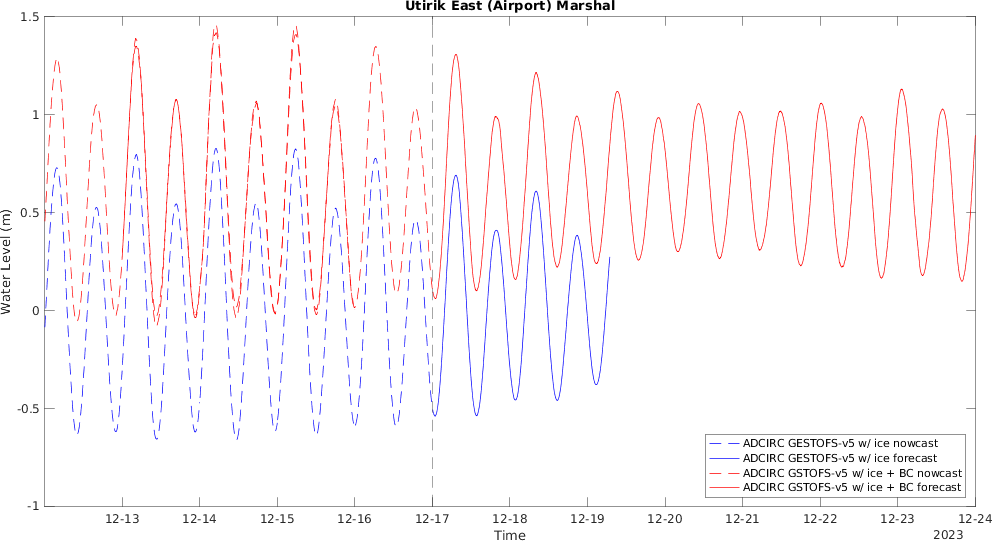 Utirik East (Airport) Marshal
1.5
1
0.5
0
-0.5
-1
Water Level (m)
12-13
12-14
12-15
12-16
12-17
12-18
12-19
12-20
12-21
12-22
12-23
12-24
Time
2023
ADCIRC GESTOFS-v5 w/ ice nowcast
ADCIRC GESTOFS-v5 w/ ice forecast
ADCIRC GSTOFS-v5 w/ ice + BC nowcast
ADCIRC GSTOFS-v5 w/ ice + BC forecast